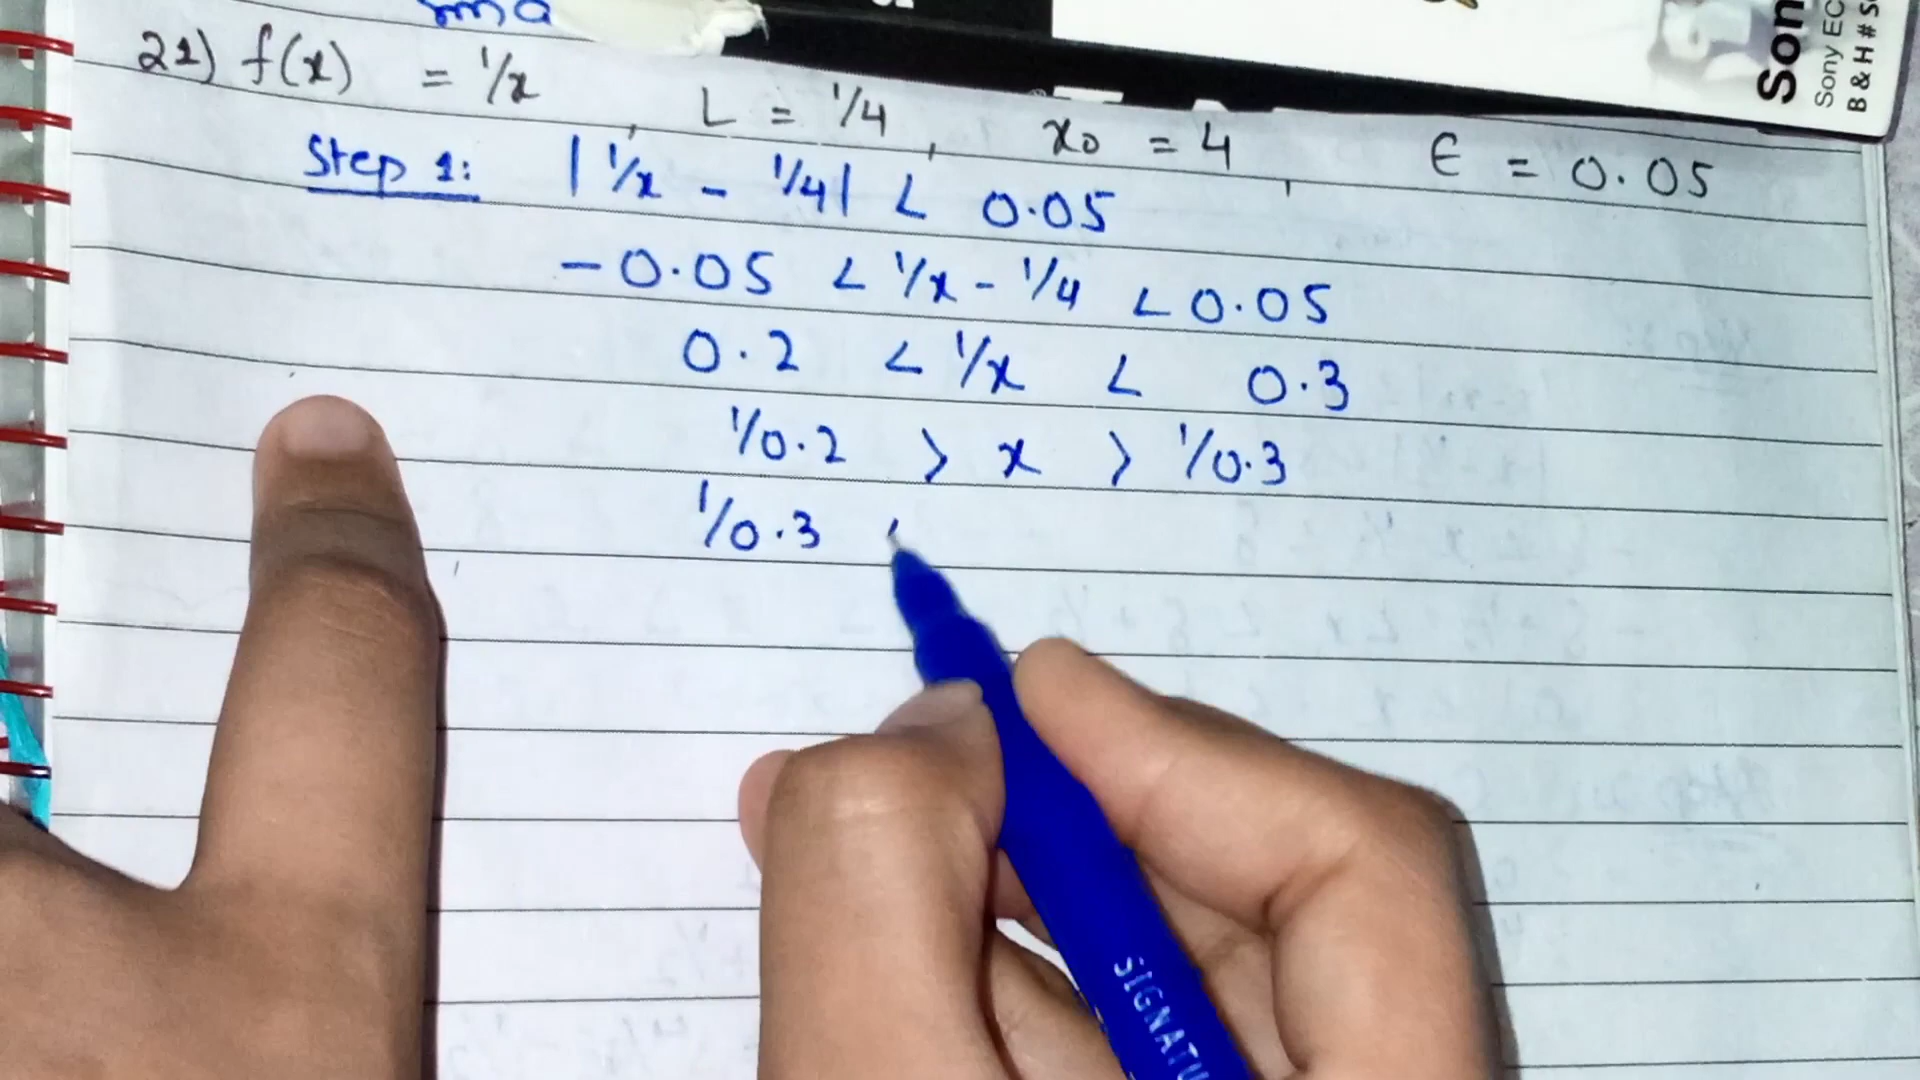 21) f(x) = 1/x , L = 1/4 , x0 = 4 , ε = 0.05
Step 1: |1/x - 1/4| < 0.05
-0.05 < 1/x - 1/4 < 0.05
0.2 < 1/x < 0.3
1/0.2 > x > 1/0.3
1/0.3
SIGNATU
Son
Sony EC
B & H # S